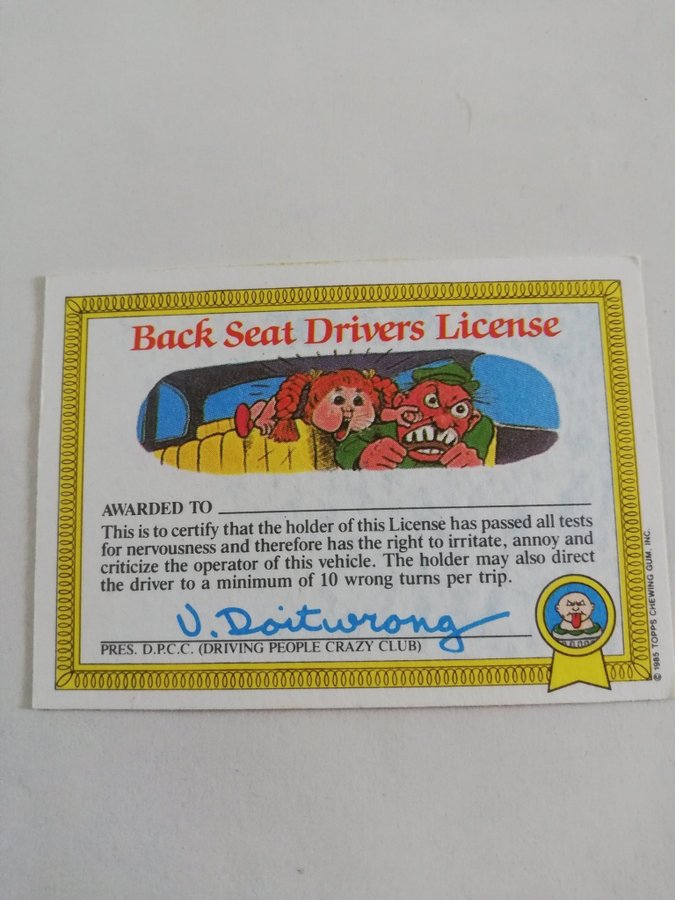 Back Seat Drivers License
AWARDED TO
This is to certify that the holder of this License has passed all tests
for nervousness and therefore has the right to irritate, annoy and
criticize the operator of this vehicle. The holder may also direct
the driver to a minimum of 10 wrong turns per trip.
U. Doitwrong
PRES. D.P.C.C. (DRIVING PEOPLE CRAZY CLUB)
© 1985 TOPPS CHEWING GUM, INC.